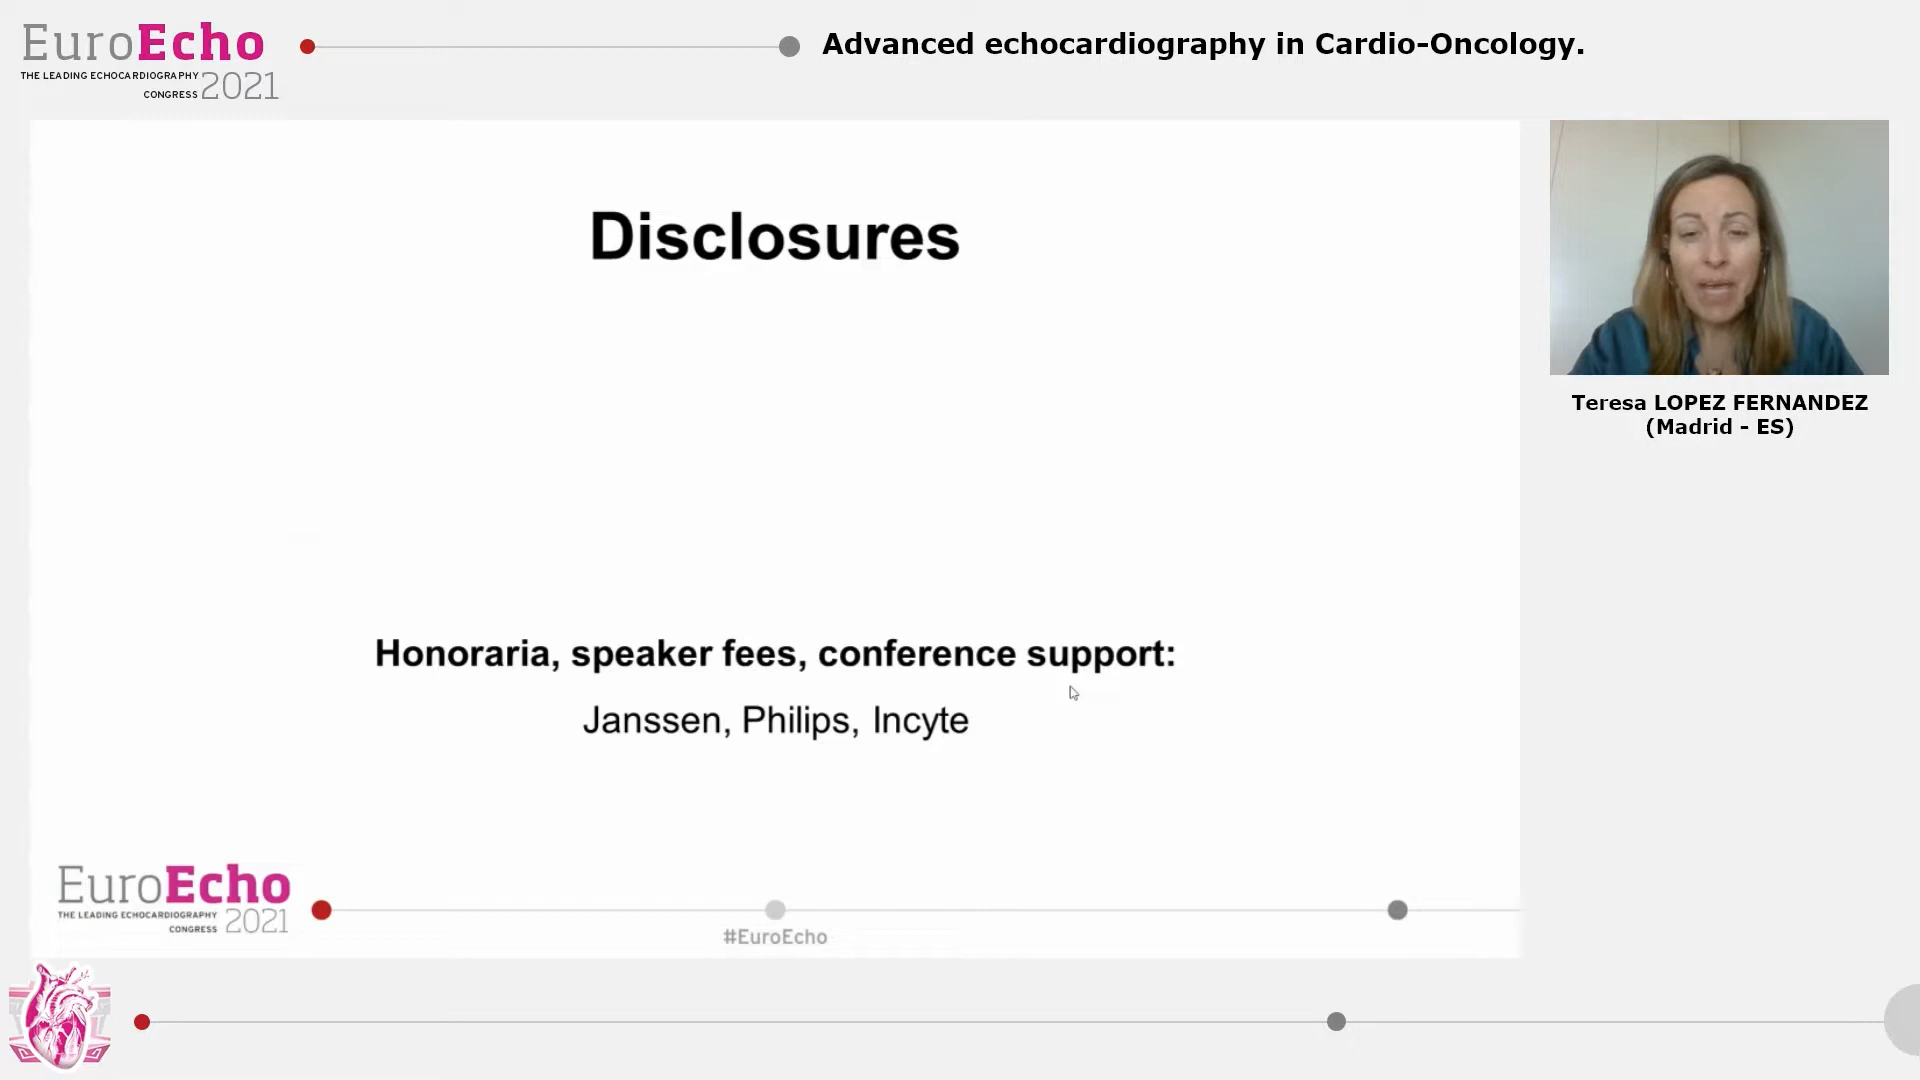 EuroEcho
THE LEADING ECHOCARDIOGRAPHY
CONGRESS 2021
Advanced echocardiography in Cardio-Oncology.
Disclosures
Teresa LOPEZ FERNANDEZ
(Madrid - ES)
Honoraria, speaker fees, conference support:
Janssen, Philips, Incyte
EuroEcho
THE LEADING ECHOCARDIOGRAPHY
CONGRESS 2021
#EuroEcho